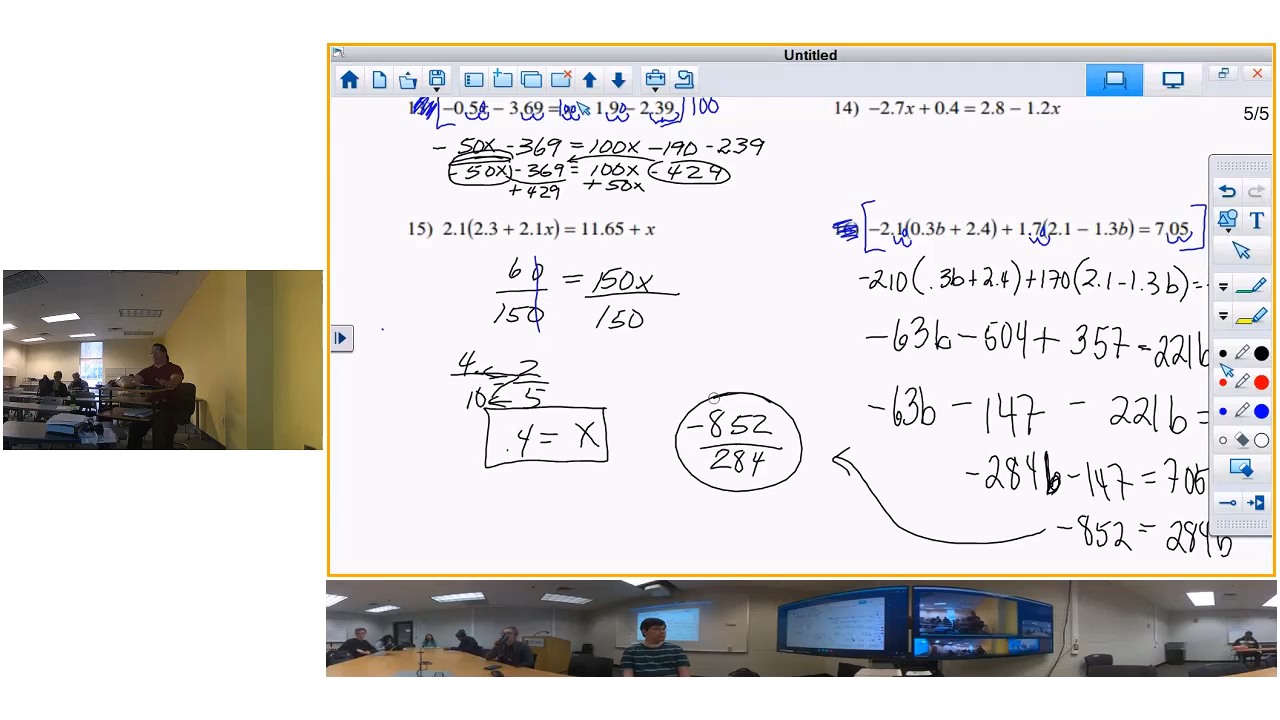 Untitled
5/5
−0.5x − 3.69 = 100x 1.90 − 2.39 ] 100
- 50x - 369 = 100x - 190 - 239
- 50x - 369 = 100x - 429
+ 429 + 50x
14) −2.7x + 0.4 = 2.8 − 1.2x
15) 2.1(2.3 + 2.1x) = 11.65 + x
60 = 150x
150 150
4 2
10 5
.4 = X
[ −2.1(0.3b + 2.4) + 1.7(2.1 − 1.3b) = 7.05 ]
-210(.3b+2.4)+170(2.1-1.3b)=
-63b - 504 + 357 = 221b
-63b - 147 - 221b =
-284b - 147 = 705
-852 = 284b
-852
284
T